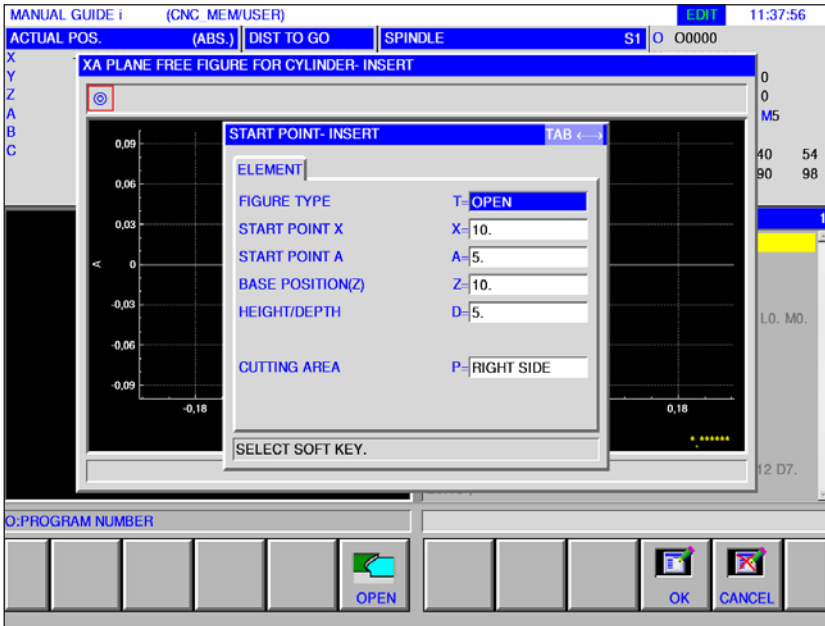 MANUAL GUIDE i (CNC_MEM/USER) EDIT 11:37:56
ACTUAL POS. (ABS.) DIST TO GO SPINDLE S1 O O0000
X
XA PLANE FREE FIGURE FOR CYLINDER- INSERT
Y 0
Z 0
A M5
B
C 40 54
90 98
START POINT- INSERT TAB ←→
ELEMENT
FIGURE TYPE T= OPEN
START POINT X X= 10.
START POINT A A= 5.
BASE POSITION(Z) Z= 10.
HEIGHT/DEPTH D= 5.
CUTTING AREA P= RIGHT SIDE
SELECT SOFT KEY.
0,09
0,06
0,03
A 0
-0,03
-0,06
-0,09
-0,18 0,18
*.******
1
L0. M0.
12 D7.
O:PROGRAM NUMBER
OPEN OK CANCEL